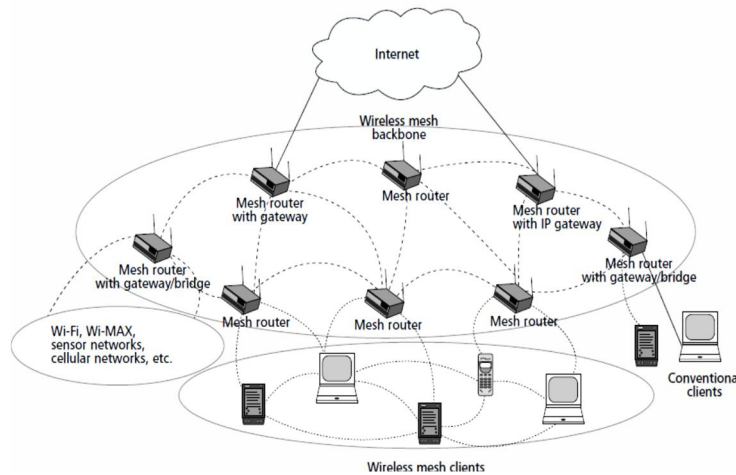 Internet
Wireless mesh
backbone
Mesh router
with gateway
Mesh router
Mesh router
with IP gateway
Mesh router
with gateway/bridge
Mesh router
with gateway/bridge
Mesh router
Mesh router
Mesh router
Wi-Fi, Wi-MAX,
sensor networks,
cellular networks, etc.
Conventional
clients
Wireless mesh clients